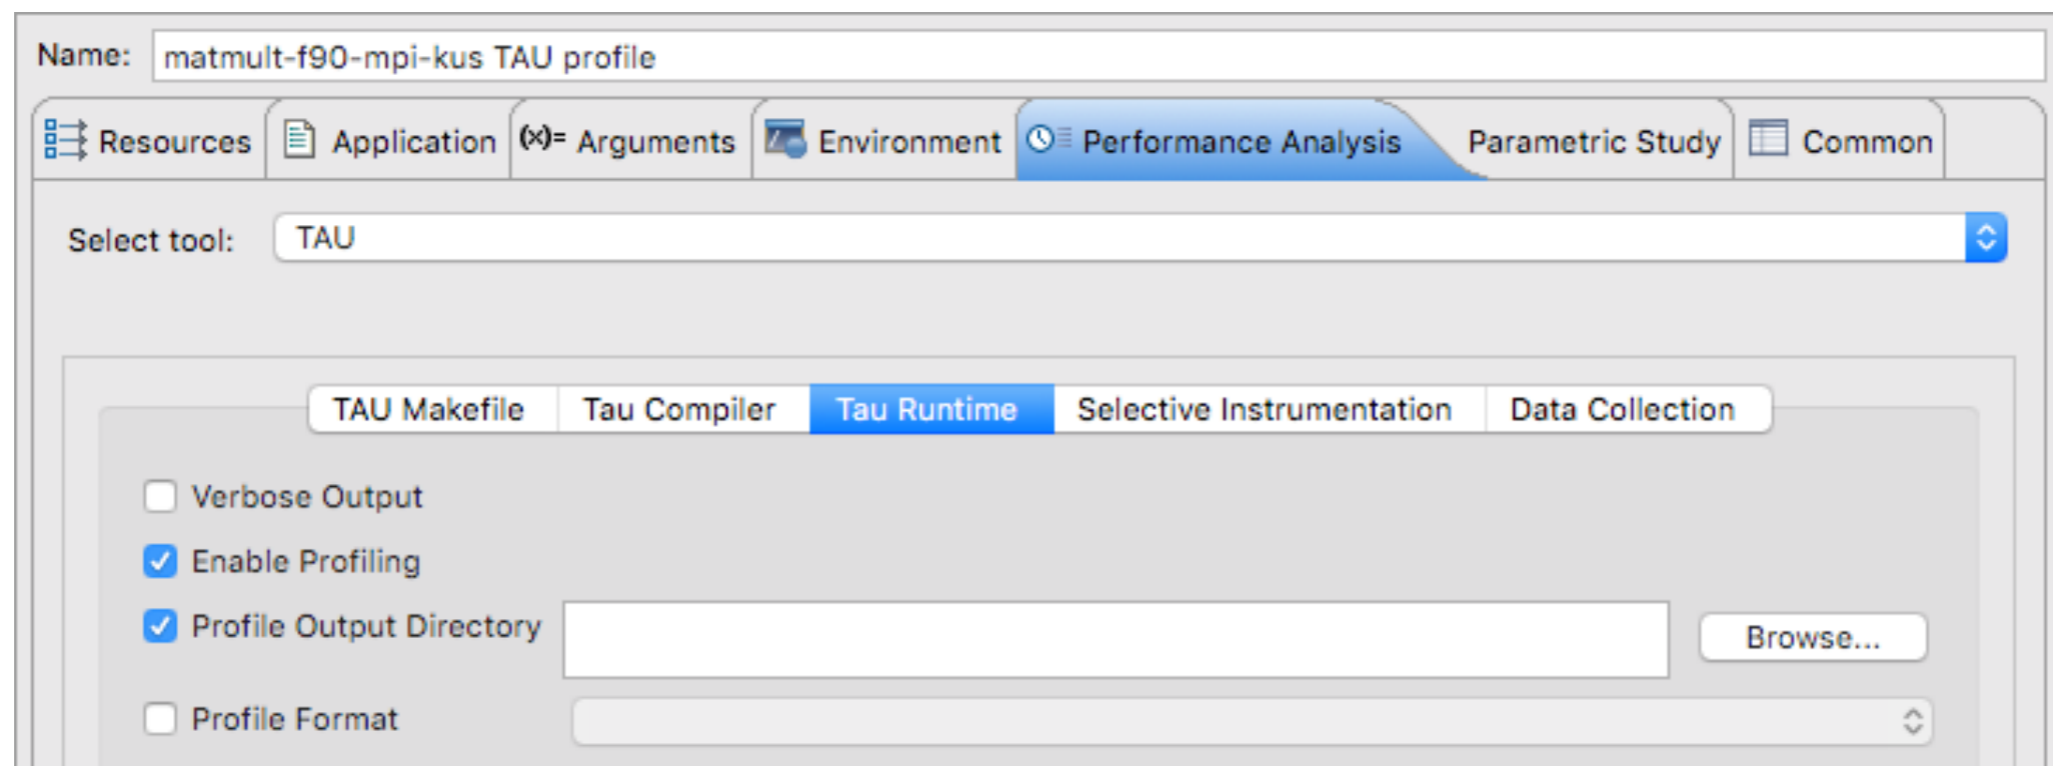 Name: matmult-f90-mpi-kus TAU profile
Resources Application (x)= Arguments Environment Performance Analysis Parametric Study Common
Select tool: TAU
TAU Makefile Tau Compiler Tau Runtime Selective Instrumentation Data Collection
Verbose Output
Enable Profiling
Profile Output Directory Browse...
Profile Format